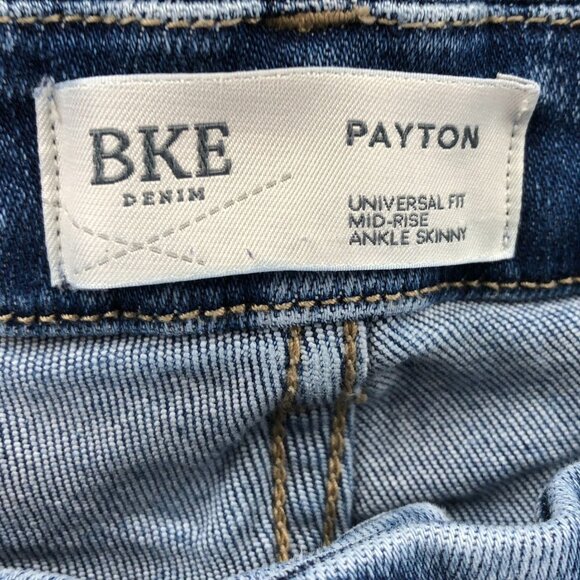 BKE
DENIM
PAYTON
UNIVERSAL FIT
MID-RISE
ANKLE SKINNY